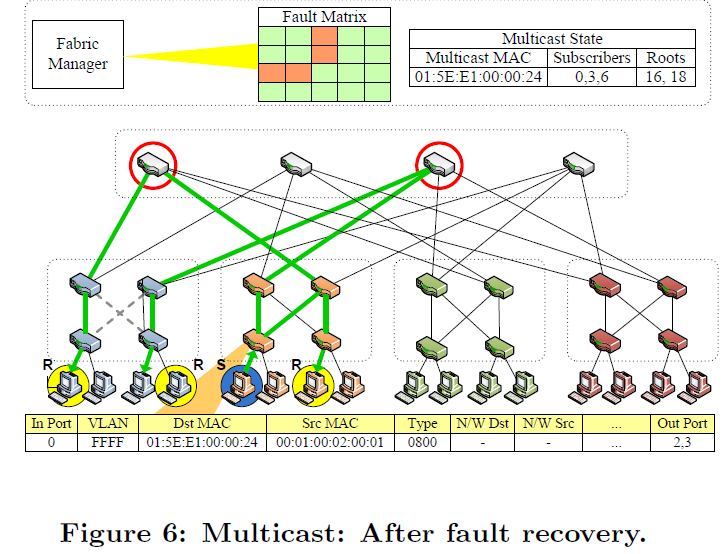 Fault Matrix
Fabric
Manager
Multicast State
Multicast MAC Subscribers Roots
01:5E:E1:00:00:24 0,3,6 16, 18
R R S R
In Port VLAN Dst MAC Src MAC Type N/W Dst N/W Src ... Out Port
0 FFFF 01:5E:E1:00:00:24 00:01:00:02:00:01 0800 - - ... 2,3
Figure 6: Multicast: After fault recovery.